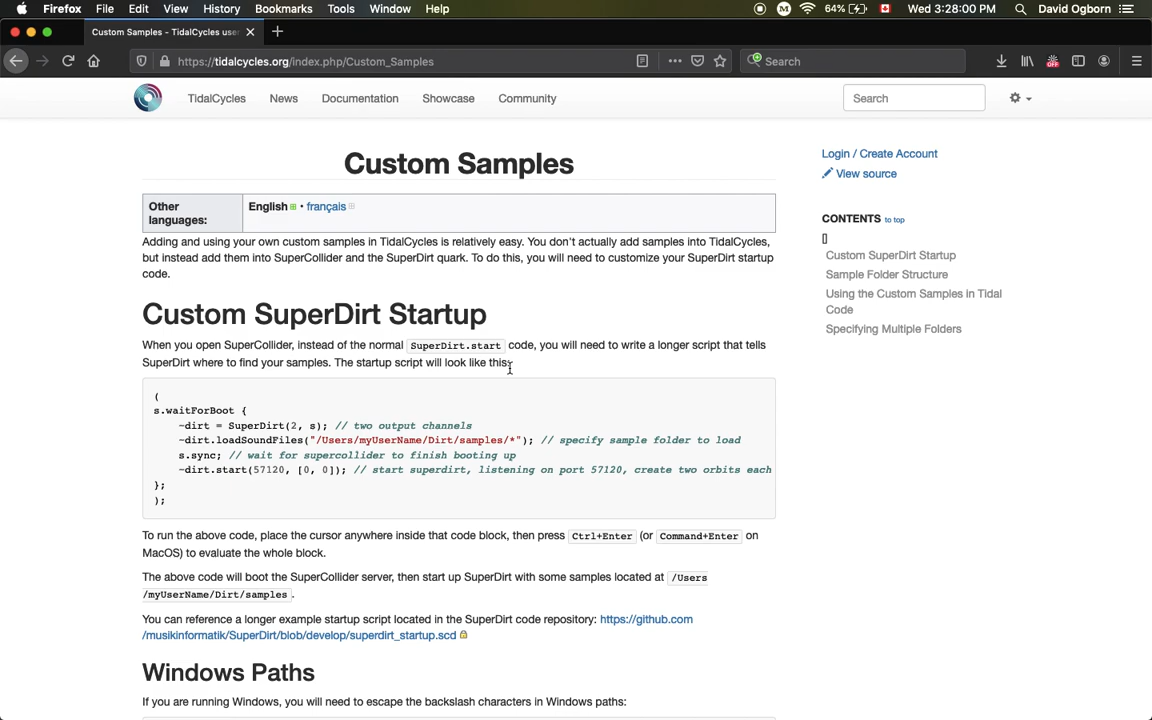 Firefox File Edit View History Bookmarks Tools Window Help 64% Wed 3:28:00 PM David Ogborn
Custom Samples - TidalCycles use
https://tidalcycles.org/index.php/Custom_Samples
Search
TidalCycles News Documentation Showcase Community
Search
Custom Samples
Login / Create Account
View source
Other languages:
English • français
CONTENTS to top
[]
Custom SuperDirt Startup
Sample Folder Structure
Using the Custom Samples in Tidal
Code
Specifying Multiple Folders
Adding and using your own custom samples in TidalCycles is relatively easy. You don't actually add samples into TidalCycles,
but instead add them into SuperCollider and the SuperDirt quark. To do this, you will need to customize your SuperDirt startup
code.
Custom SuperDirt Startup
When you open SuperCollider, instead of the normal SuperDirt.start code, you will need to write a longer script that tells
SuperDirt where to find your samples. The startup script will look like this:
(
s.waitForBoot {
~dirt = SuperDirt(2, s); // two output channels
~dirt.loadSoundFiles("/Users/myUserName/Dirt/samples/*"); // specify sample folder to load
s.sync; // wait for supercollider to finish booting up
~dirt.start(57120, [0, 0]); // start superdirt, listening on port 57120, create two orbits each
};
);
To run the above code, place the cursor anywhere inside that code block, then press Ctrl+Enter (or Command+Enter on
MacOS) to evaluate the whole block.
The above code will boot the SuperCollider server, then start up SuperDirt with some samples located at /Users
/myUserName/Dirt/samples .
You can reference a longer example startup script located in the SuperDirt code repository: https://github.com
/musikinformatik/SuperDirt/blob/develop/superdirt_startup.scd
Windows Paths
If you are running Windows, you will need to escape the backslash characters in Windows paths: